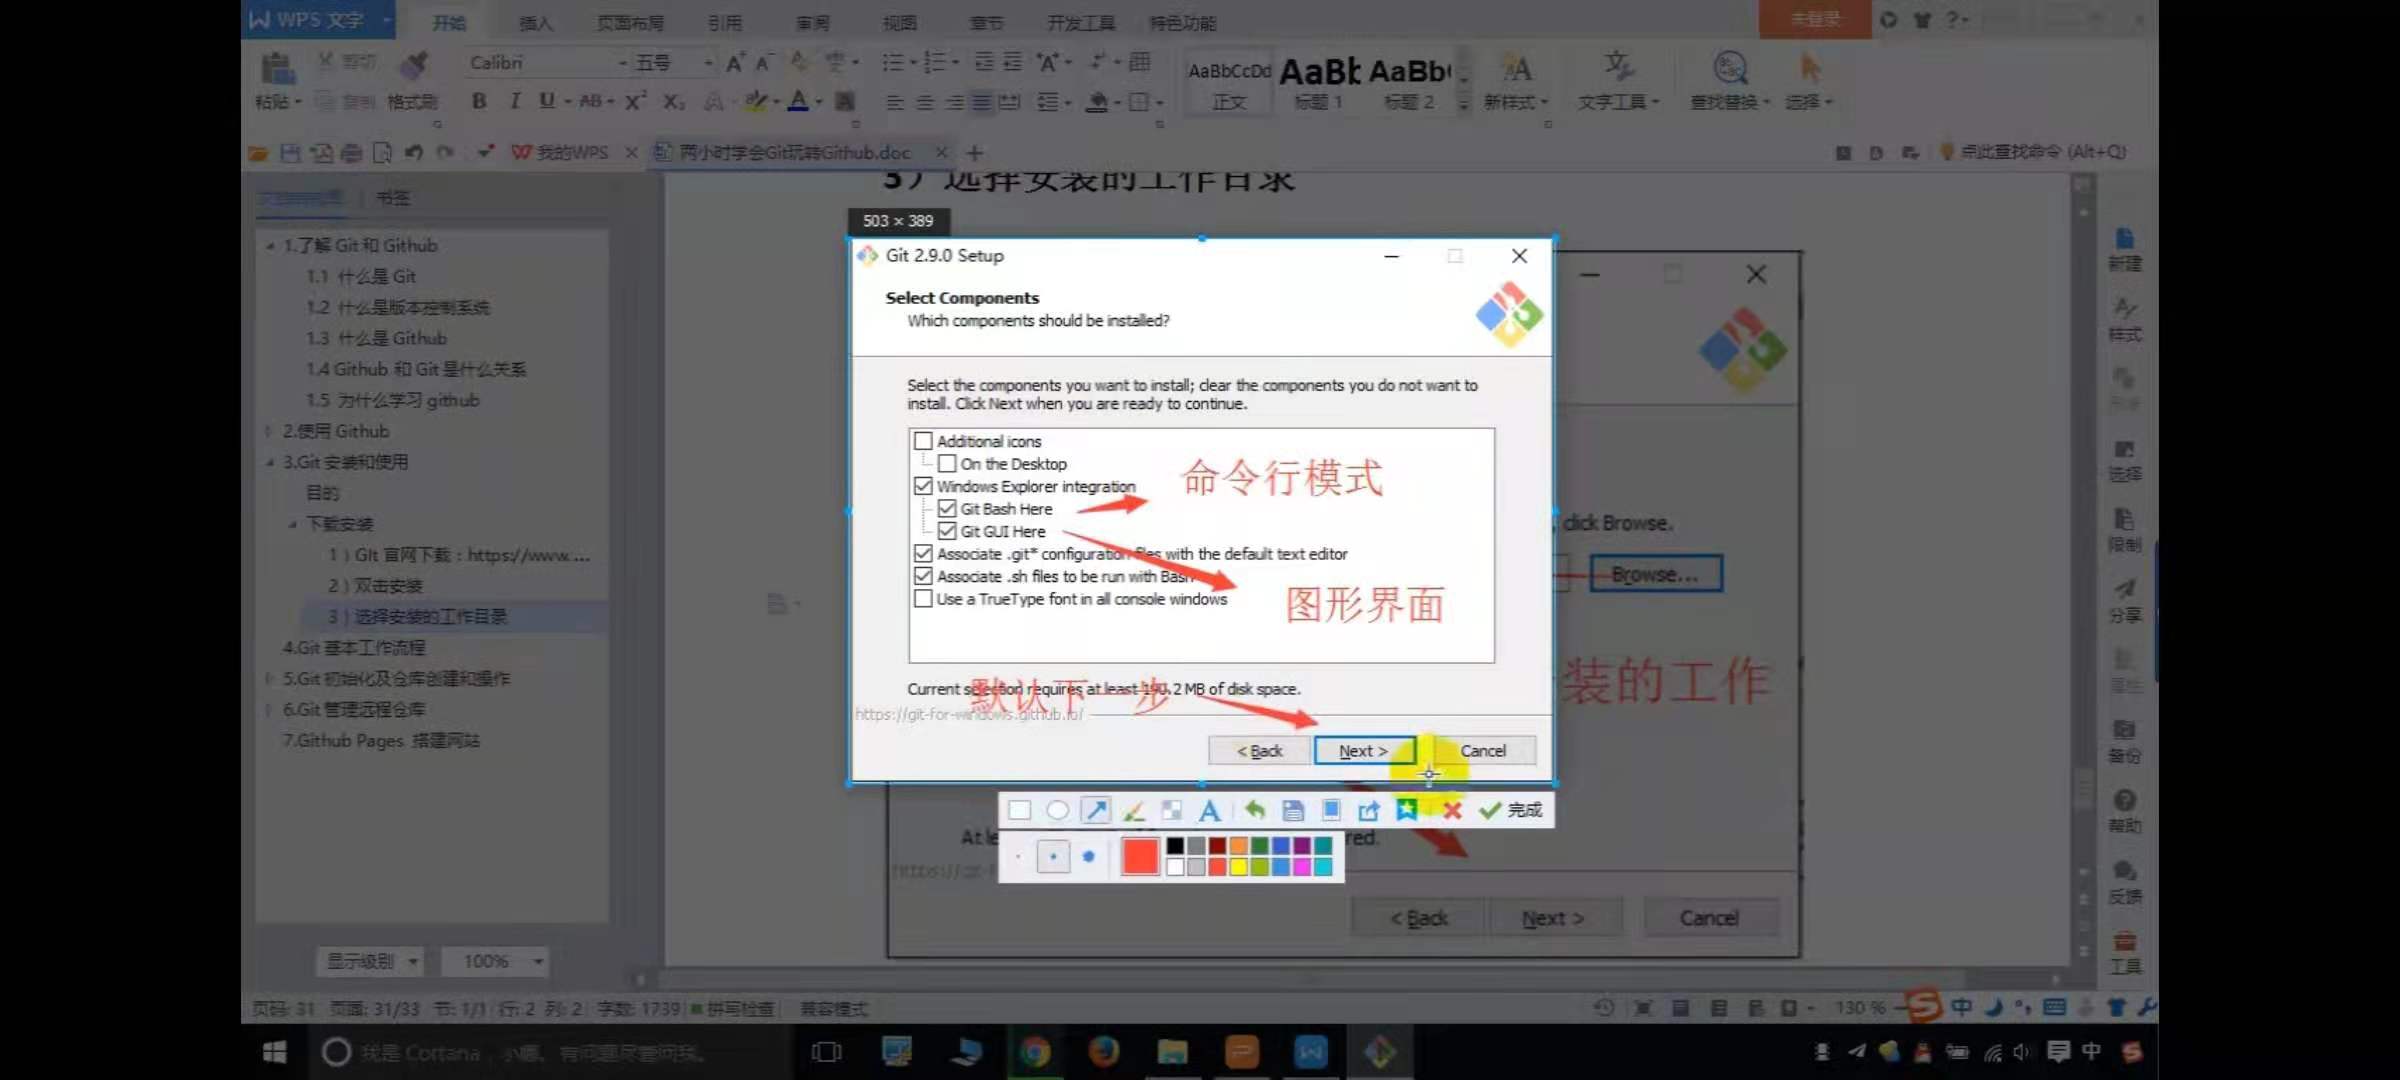 WPS 文字
开始 插入 页面布局 引用 审阅 视图 章节 开发工具 特色功能
未登录
粘贴 剪切 复制 格式刷
Calibri 五号
B I U AB X² X₂ A
AaBbCcDd AaBb AaBb
正文 标题 1 标题 2 新样式 文字工具 查找替换 选择
我的WPS 两小时学会Git玩转Github.doc
点此查找命令 (Alt+Q)
书签
1.了解 Git 和 Github
1.1 什么是 Git
1.2 什么是版本控制系统
1.3 什么是 Github
1.4 Github 和 Git 是什么关系
1.5 为什么学习 github
2.使用 Github
3.Git 安装和使用
目的
下载安装
1）GIt 官网下载：https://www. ...
2）双击安装
3）选择安装的工作目录
4.Git 基本工作流程
5.Git 初始化及仓库创建和操作
6.Git 管理远程仓库
7.Github Pages 搭建网站
显示级别 100%
3）选择安装的工作目录
503 × 389
Git 2.9.0 Setup
Select Components
Which components should be installed?
Select the components you want to install; clear the components you do not want to
install. Click Next when you are ready to continue.
Additional icons
On the Desktop
Windows Explorer integration
命令行模式
Git Bash Here
Git GUI Here
Associate .git* configuration files with the default text editor
Associate .sh files to be run with Bash
Use a TrueType font in all console windows
图形界面
Current selection requires at least 190.2 MB of disk space.
默认下一步
https://git-for-windows.github.io/
< Back Next > Cancel
完成
click Browse.
Browse...
装的工作
At le
red.
< Back Next > Cancel
新建
样式
选择
限制
分享
属性
备份
帮助
反馈
工具
页码: 31 页面: 31/33 节: 1/1 行: 2 列: 2 字数: 1739 拼写检查 兼容模式
130 %
中
我是 Cortana，小娜。有问题尽管问我。
中